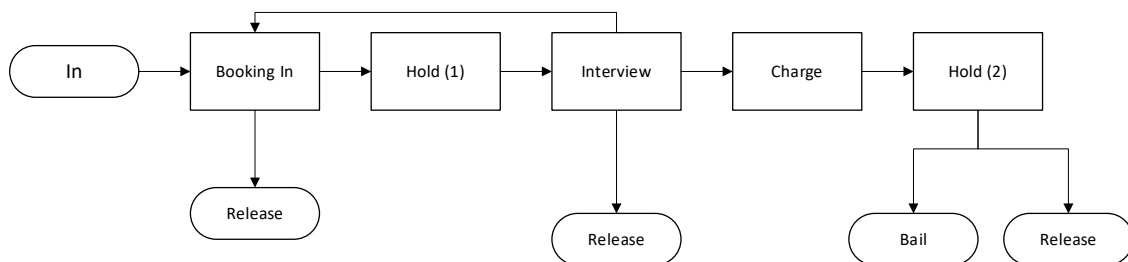 In
Booking In
Hold (1)
Interview
Charge
Hold (2)
Release
Release
Bail
Release